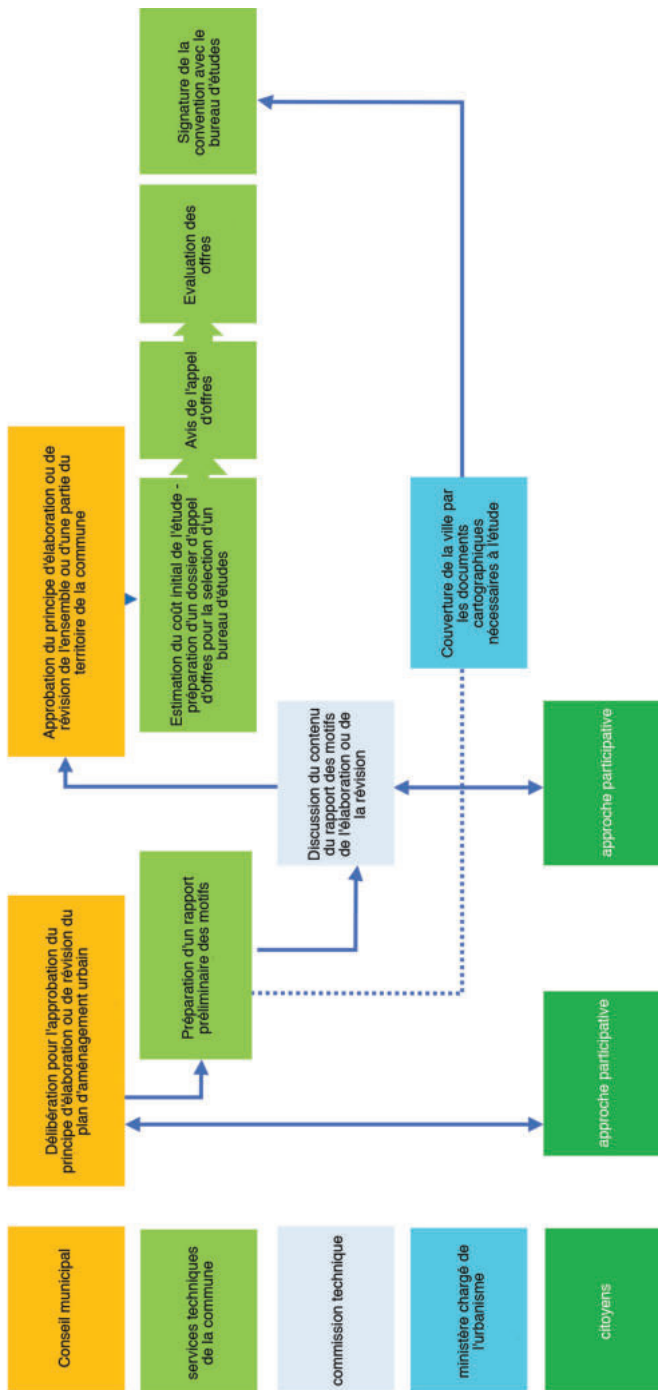 Conseil municipal
Délibération pour l'approbation du
principe d'élaboration ou de révision du
plan d'aménagement urbain
Approbation du principe d'élaboration ou de
révision de l'ensemble ou d'une partie du
territoire de la commune
services techniques
de la commune
Préparation d'un rapport
préliminaire des motifs
Estimation du coût initial de l'étude -
préparation d'un dossier d'appel
d'offres pour la selection d'un
bureau d'études
Avis de l'appel
d'offres
Evaluation des
offres
Signature de la
convention avec le
bureau d'études
commission technique
Discussion du contenu
du rapport des motifs
de l'élaboration ou de
la révision
ministère chargé de
l'urbanisme
Couverture de la ville par
les documents
cartographiques
nécessaires à l'étude
citoyens
approche participative
approche participative